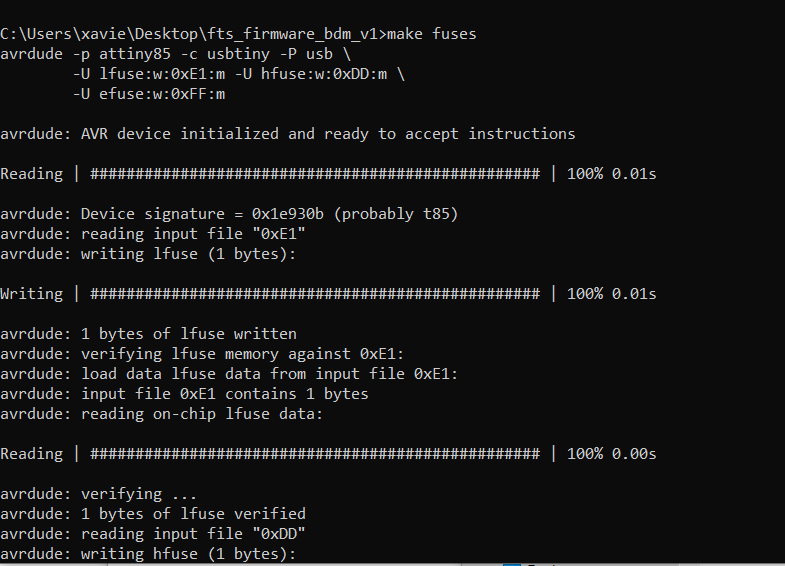 C:\Users\xavie\Desktop\fts_firmware_bdm_v1>make fuses
avrdude -p attiny85 -c usbtiny -P usb \
-U lfuse:w:0xE1:m -U hfuse:w:0xDD:m \
-U efuse:w:0xFF:m
avrdude: AVR device initialized and ready to accept instructions
Reading | ################################################## | 100% 0.01s
avrdude: Device signature = 0x1e930b (probably t85)
avrdude: reading input file "0xE1"
avrdude: writing lfuse (1 bytes):
Writing | ################################################## | 100% 0.01s
avrdude: 1 bytes of lfuse written
avrdude: verifying lfuse memory against 0xE1:
avrdude: load data lfuse data from input file 0xE1:
avrdude: input file 0xE1 contains 1 bytes
avrdude: reading on-chip lfuse data:
Reading | ################################################## | 100% 0.00s
avrdude: verifying ...
avrdude: 1 bytes of lfuse verified
avrdude: reading input file "0xDD"
avrdude: writing hfuse (1 bytes):